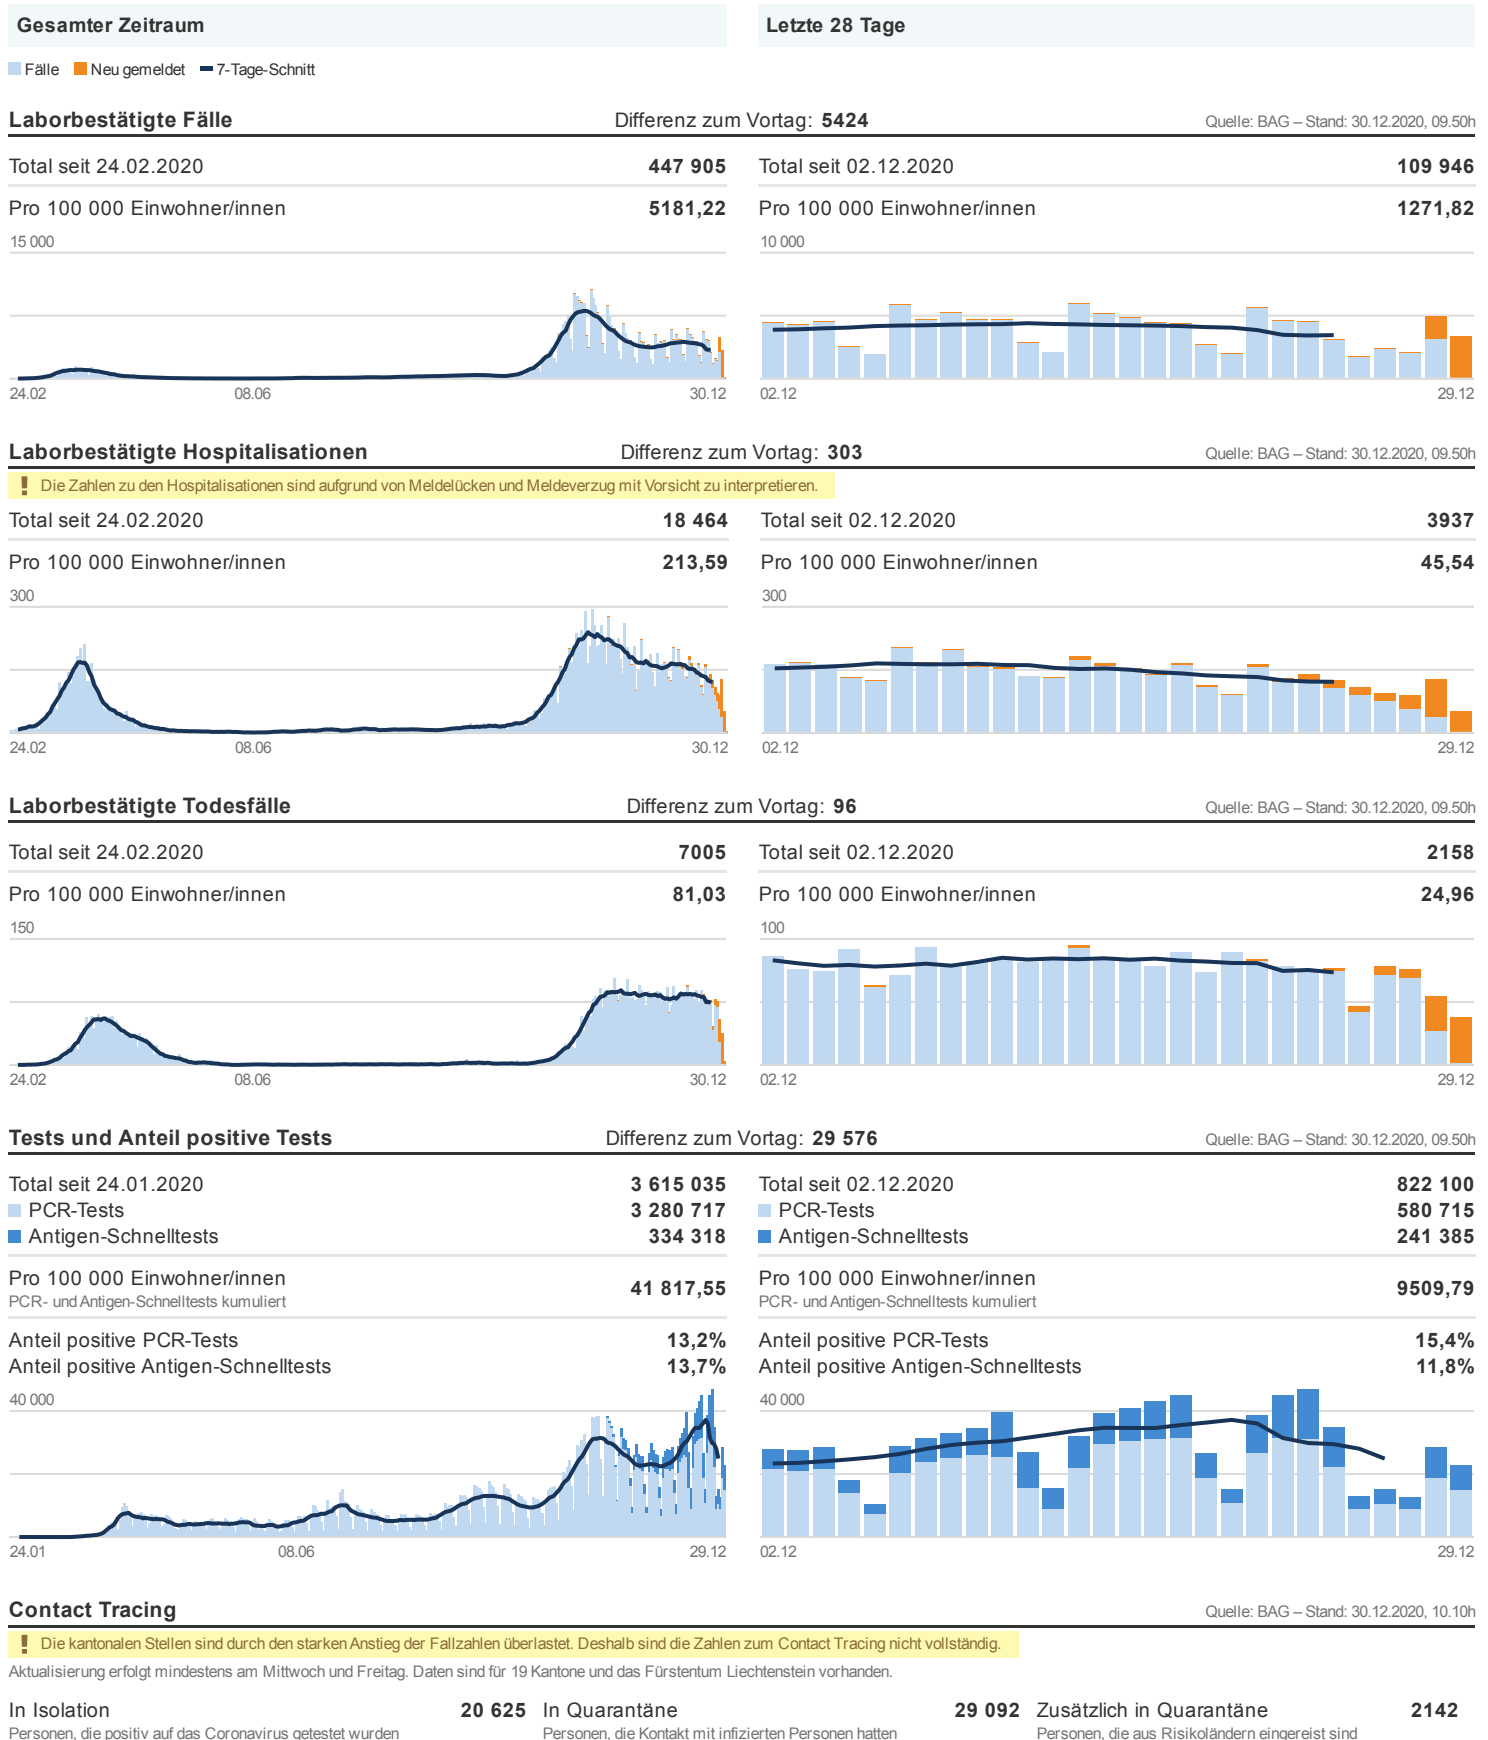 Gesamter Zeitraum
Letzte 28 Tage
Fälle Neu gemeldet 7-Tage-Schnitt
Laborbestätigte Fälle Differenz zum Vortag: 5424 Quelle: BAG – Stand: 30.12.2020, 09.50h
Total seit 24.02.2020 447 905
Total seit 02.12.2020 109 946
Pro 100 000 Einwohner/innen 5181,22
Pro 100 000 Einwohner/innen 1271,82
15 000
10 000
24.02 08.06 30.12
02.12 29.12
Laborbestätigte Hospitalisationen Differenz zum Vortag: 303 Quelle: BAG – Stand: 30.12.2020, 09.50h
! Die Zahlen zu den Hospitalisationen sind aufgrund von Meldelücken und Meldeverzug mit Vorsicht zu interpretieren.
Total seit 24.02.2020 18 464
Total seit 02.12.2020 3937
Pro 100 000 Einwohner/innen 213,59
Pro 100 000 Einwohner/innen 45,54
300
300
24.02 08.06 30.12
02.12 29.12
Laborbestätigte Todesfälle Differenz zum Vortag: 96 Quelle: BAG – Stand: 30.12.2020, 09.50h
Total seit 24.02.2020 7005
Total seit 02.12.2020 2158
Pro 100 000 Einwohner/innen 81,03
Pro 100 000 Einwohner/innen 24,96
150
100
24.02 08.06 30.12
02.12 29.12
Tests und Anteil positive Tests Differenz zum Vortag: 29 576 Quelle: BAG – Stand: 30.12.2020, 09.50h
Total seit 24.01.2020 3 615 035
PCR-Tests 3 280 717
Antigen-Schnelltests 334 318
Total seit 02.12.2020 822 100
PCR-Tests 580 715
Antigen-Schnelltests 241 385
Pro 100 000 Einwohner/innen 41 817,55
PCR- und Antigen-Schnelltests kumuliert
Pro 100 000 Einwohner/innen 9509,79
PCR- und Antigen-Schnelltests kumuliert
Anteil positive PCR-Tests 13,2%
Anteil positive Antigen-Schnelltests 13,7%
Anteil positive PCR-Tests 15,4%
Anteil positive Antigen-Schnelltests 11,8%
40 000
40 000
24.01 08.06 29.12
02.12 29.12
Contact Tracing Quelle: BAG – Stand: 30.12.2020, 10.10h
! Die kantonalen Stellen sind durch den starken Anstieg der Fallzahlen überlastet. Deshalb sind die Zahlen zum Contact Tracing nicht vollständig.
Aktualisierung erfolgt mindestens am Mittwoch und Freitag. Daten sind für 19 Kantone und das Fürstentum Liechtenstein vorhanden.
In Isolation 20 625 In Quarantäne 29 092 Zusätzlich in Quarantäne 2142
Personen, die positiv auf das Coronavirus getestet wurden Personen, die Kontakt mit infizierten Personen hatten Personen, die aus Risikoländern eingereist sind